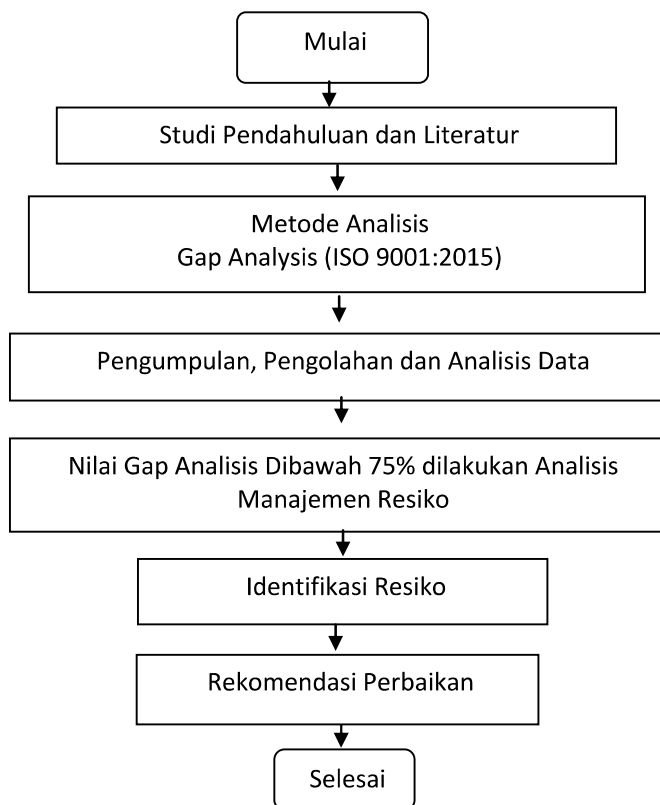 Mulai
Studi Pendahuluan dan Literatur
Metode Analisis
Gap Analysis (ISO 9001:2015)
Pengumpulan, Pengolahan dan Analisis Data
Nilai Gap Analisis Dibawah 75% dilakukan Analisis
Manajemen Resiko
Identifikasi Resiko
Rekomendasi Perbaikan
Selesai